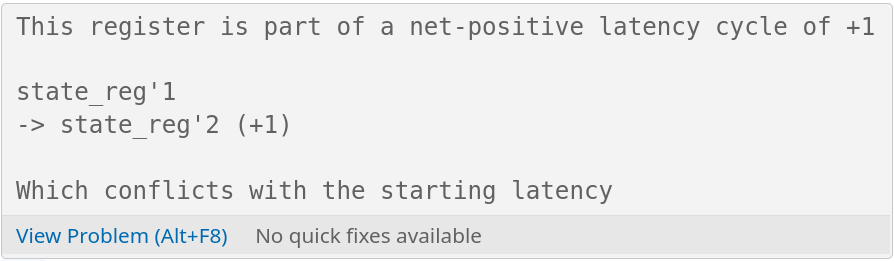 This register is part of a net-positive latency cycle of +1
state_reg'1
-> state_reg'2 (+1)
Which conflicts with the starting latency
View Problem (Alt+F8) No quick fixes available